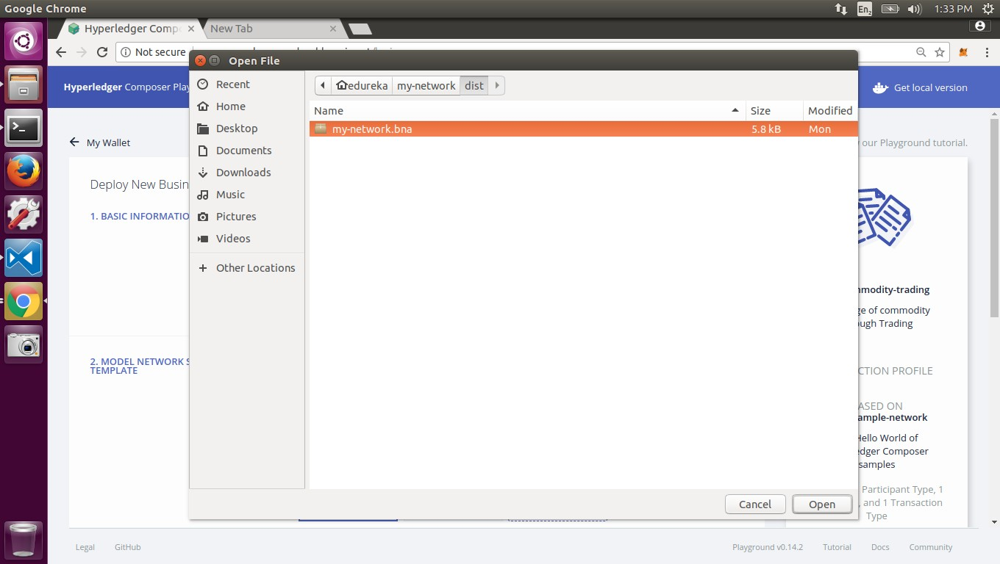 Google Chrome
En2
1:33 PM
Hyperledger Compo
New Tab
Not secure
Open File
Hyperledger Composer Play
Get local version
Recent
Home
Desktop
Documents
Downloads
Music
Pictures
Videos
Other Locations
edureka
my-network
dist
Name
Size
Modified
my-network.bna
5.8 kB
Mon
My Wallet
our Playground tutorial.
Deploy New Busin
1. BASIC INFORMATIO
2. MODEL NETWORK S
TEMPLATE
mmodity-trading
ge of commodity
ough Trading
CTION PROFILE
ASED ON
ample-network
Hello World of
edger Composer
samples
Participant Type, 1
, and 1 Transaction
Type
Cancel
Open
Legal
GitHub
Playground v0.14.2
Tutorial
Docs
Community